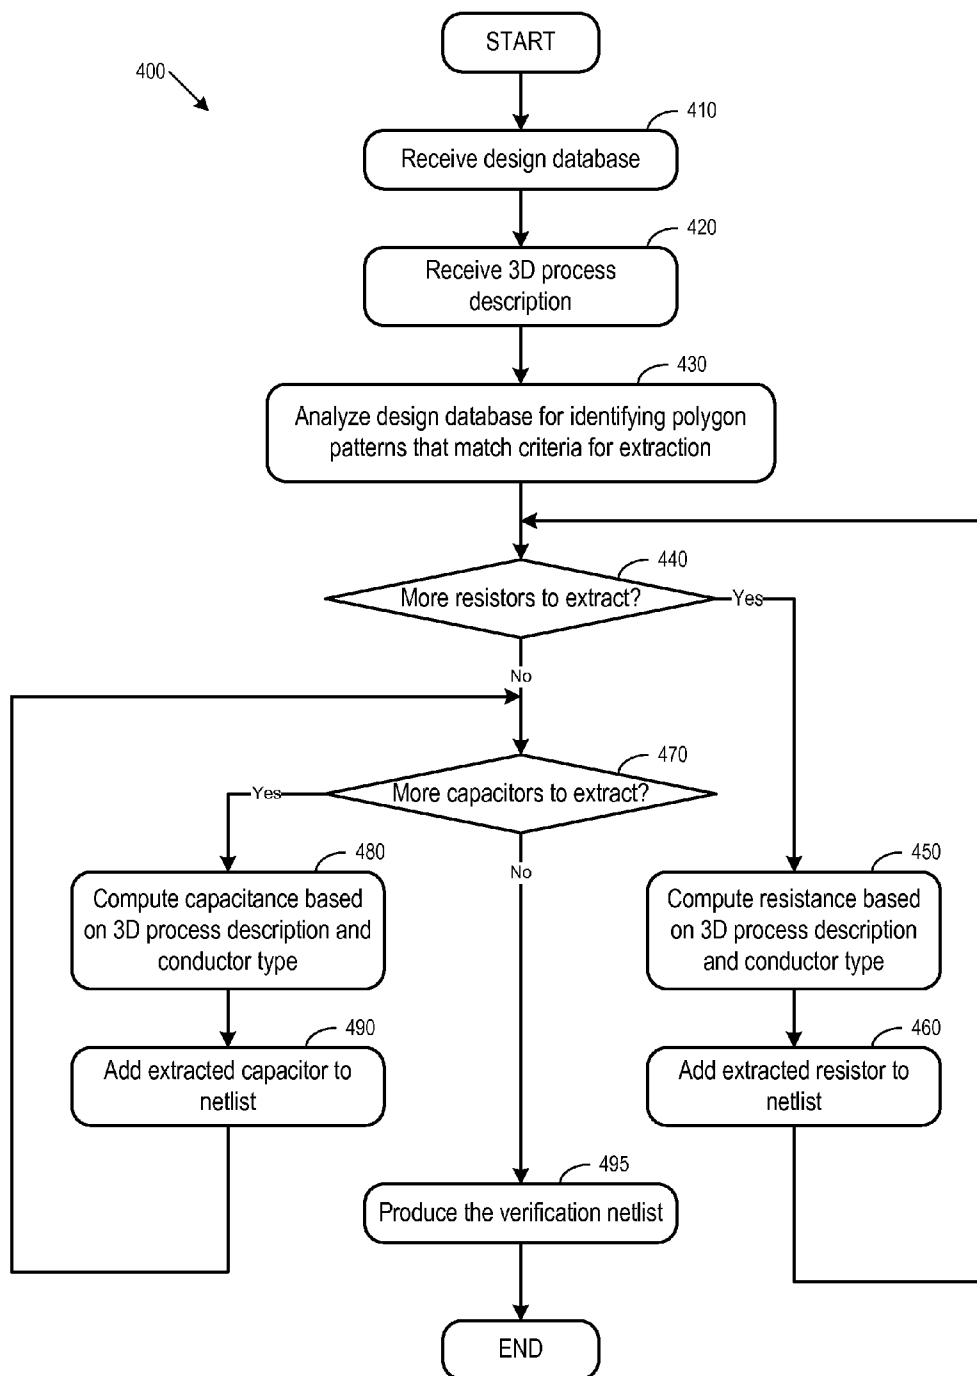 START
400
410
Receive design database
420
Receive 3D process
description
430
Analyze design database for identifying polygon
patterns that match criteria for extraction
440
More resistors to extract?
Yes
No
470
More capacitors to extract?
Yes
No
480
Compute capacitance based
on 3D process description and
conductor type
450
Compute resistance based
on 3D process description
and conductor type
490
Add extracted capacitor to
netlist
460
Add extracted resistor to
netlist
495
Produce the verification netlist
END